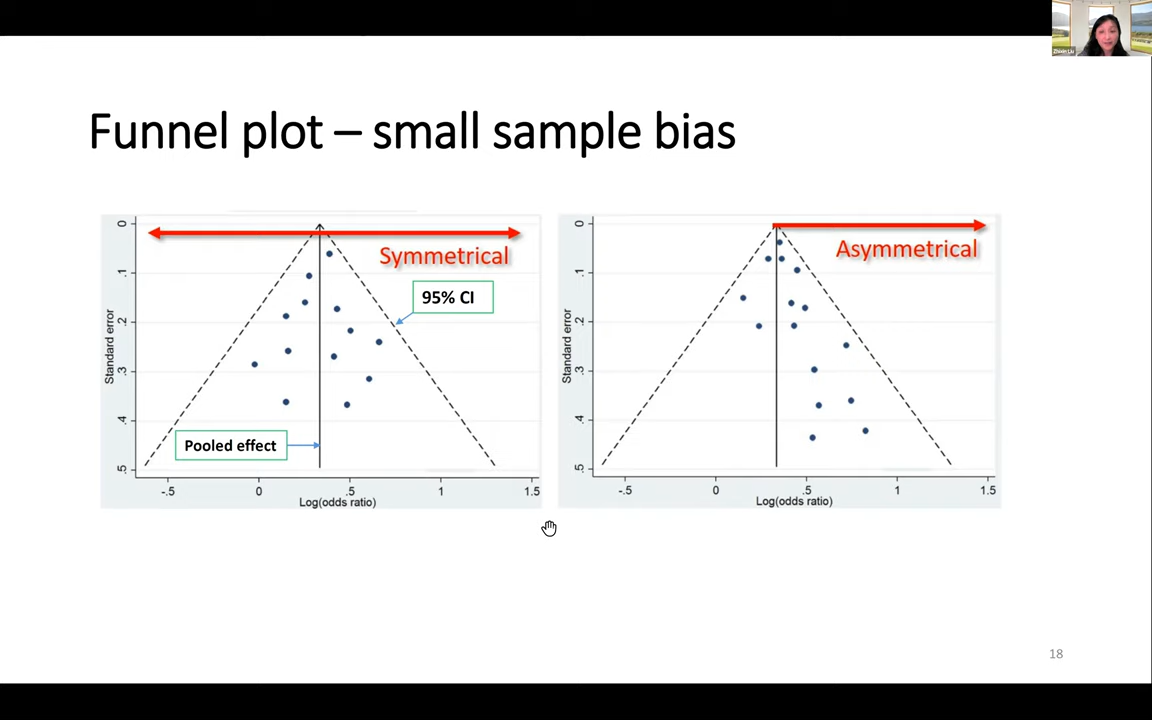 Zhixin Liu
Funnel plot – small sample bias
Symmetrical
95% CI
Pooled effect
Standard error
0
.1
.2
.3
.4
.5
-.5
0
.5
1
1.5
Log(odds ratio)
Asymmetrical
Standard error
0
.1
.2
.3
.4
.5
-.5
0
.5
1
1.5
Log(odds ratio)
18